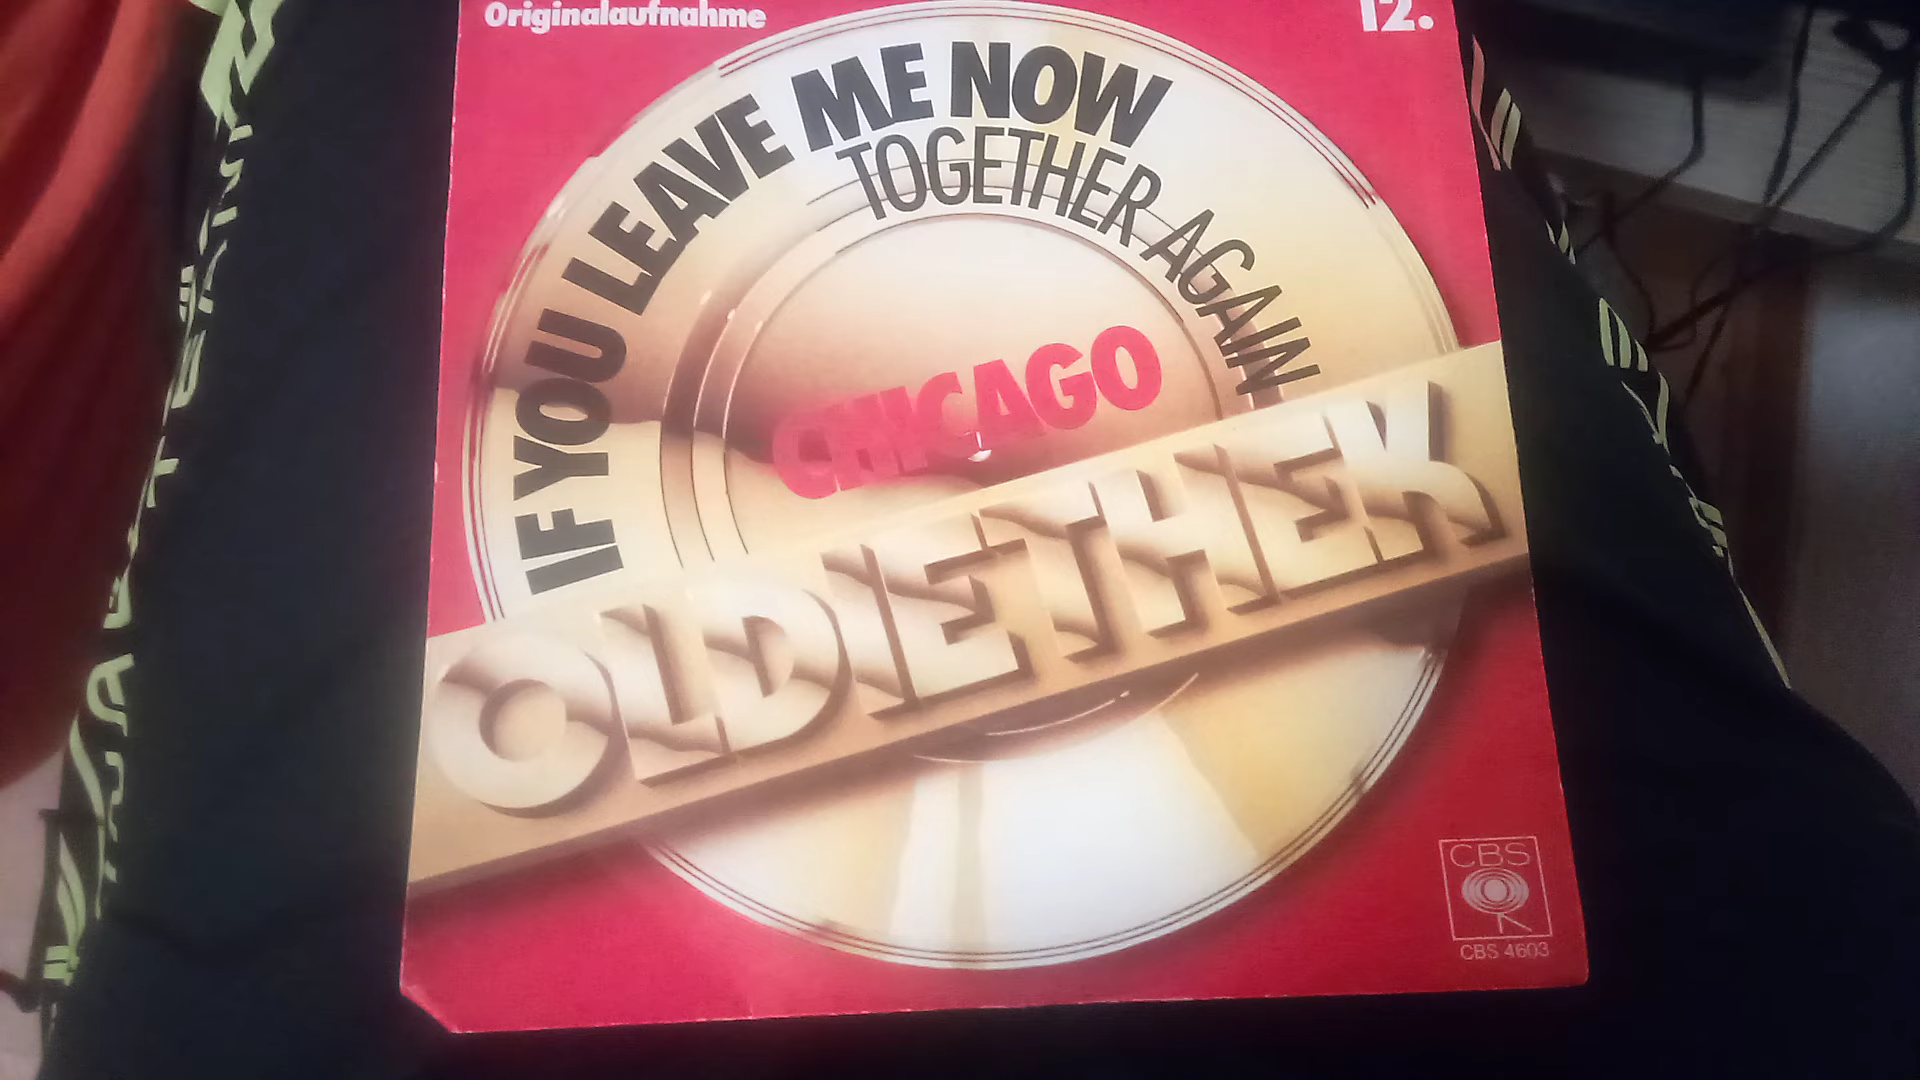 Originalaufnahme
12.
IF YOU LEAVE ME NOW
TOGETHER AGAIN
CHICAGO
OLDIETHEK
CBS
CBS 4603